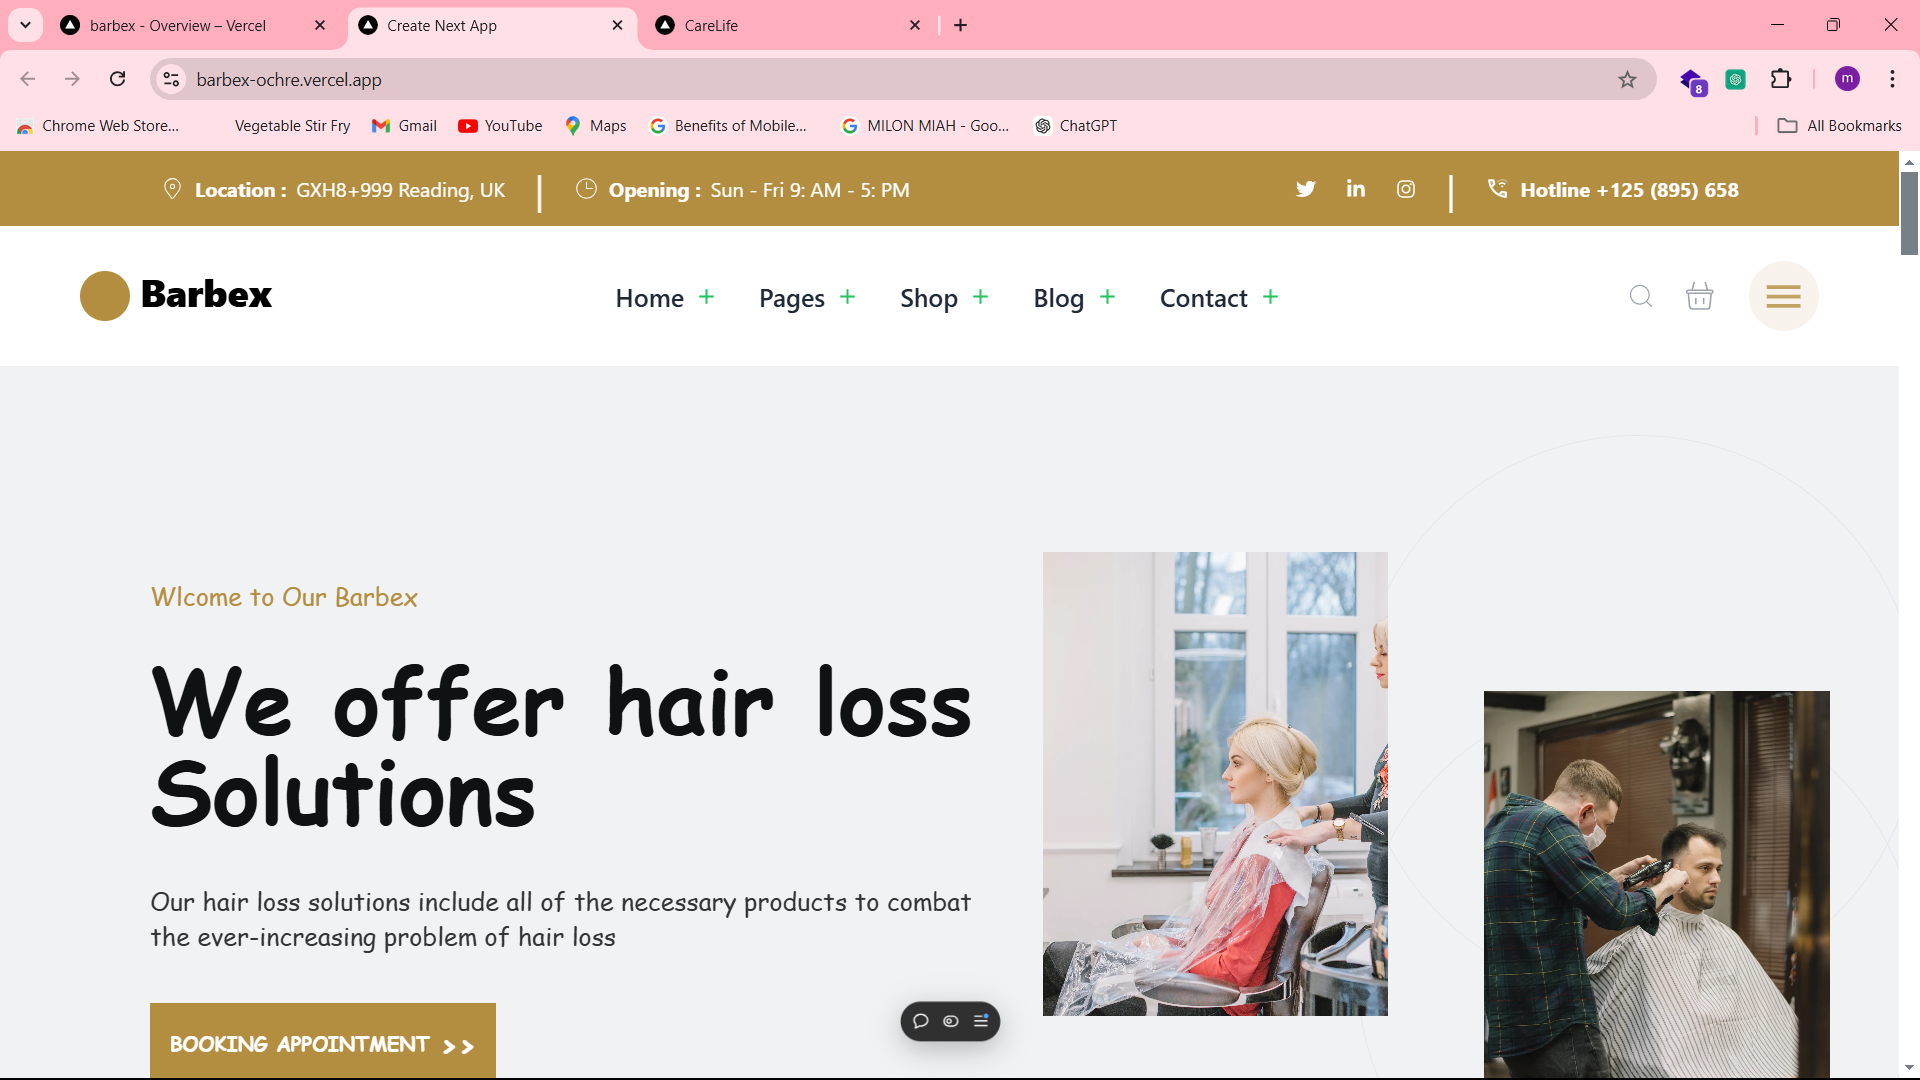 barbex - Overview – Vercel
Create Next App
CareLife
barbex-ochre.vercel.app
8
m
Chrome Web Store...
Vegetable Stir Fry
Gmail
YouTube
Maps
Benefits of Mobile...
MILON MIAH - Goo...
ChatGPT
All Bookmarks
Location : GXH8+999 Reading, UK
Opening : Sun - Fri 9: AM - 5: PM
Hotline +125 (895) 658
Barbex
Home +
Pages +
Shop +
Blog +
Contact +
Wlcome to Our Barbex
We offer hair loss
Solutions
Our hair loss solutions include all of the necessary products to combat
the ever-increasing problem of hair loss
BOOKING APPOINTMENT >>